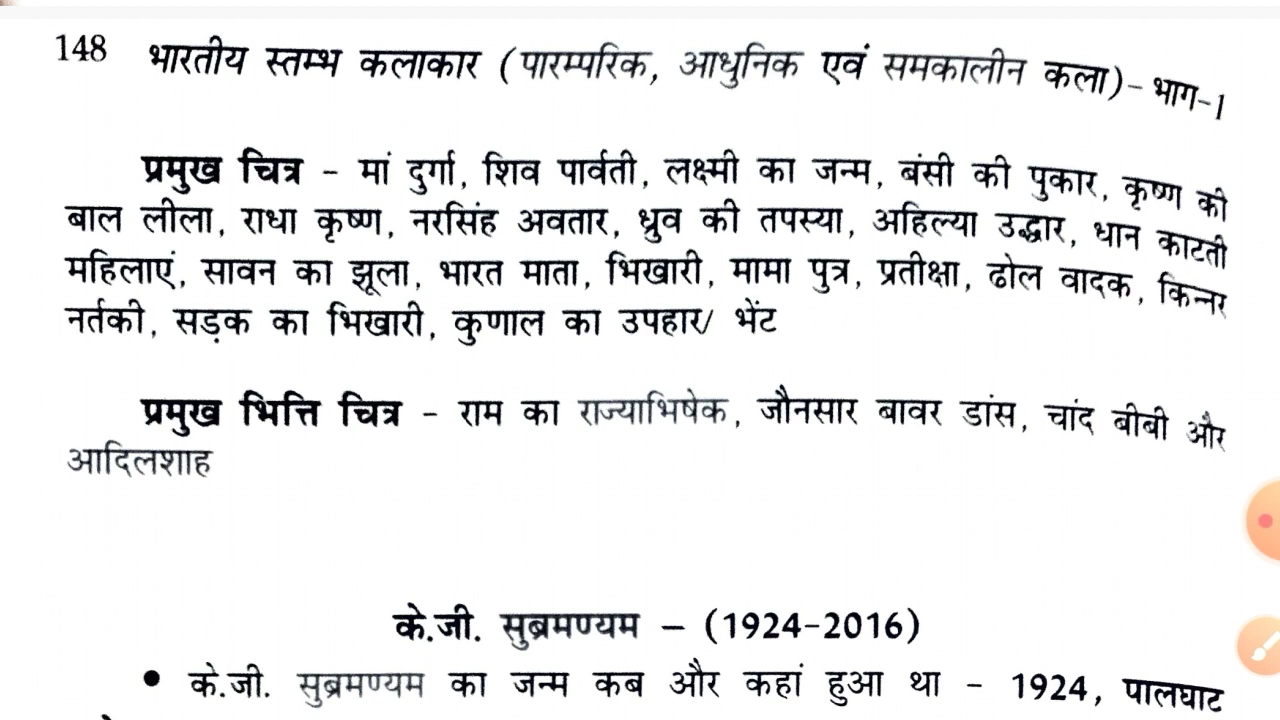 148 भारतीय स्तम्भ कलाकार (पारम्परिक, आधुनिक एवं समकालीन कला)-भाग-1
प्रमुख चित्र - मां दुर्गा, शिव पार्वती, लक्ष्मी का जन्म, बंसी की पुकार, कृष्ण की
बाल लीला, राधा कृष्ण, नरसिंह अवतार, ध्रुव की तपस्या, अहिल्या उद्धार, धान काटती
महिलाएं, सावन का झूला, भारत माता, भिखारी, मामा पुत्र, प्रतीक्षा, ढोल वादक, किन्नर
नर्तकी, सड़क का भिखारी, कुणाल का उपहार/ भेंट
प्रमुख भित्ति चित्र - राम का राज्याभिषेक, जौनसार बावर डांस, चांद बीबी और
आदिलशाह
के.जी. सुब्रमण्यम – (1924-2016)
• के.जी. सुब्रमण्यम का जन्म कब और कहां हुआ था - 1924, पालघाट